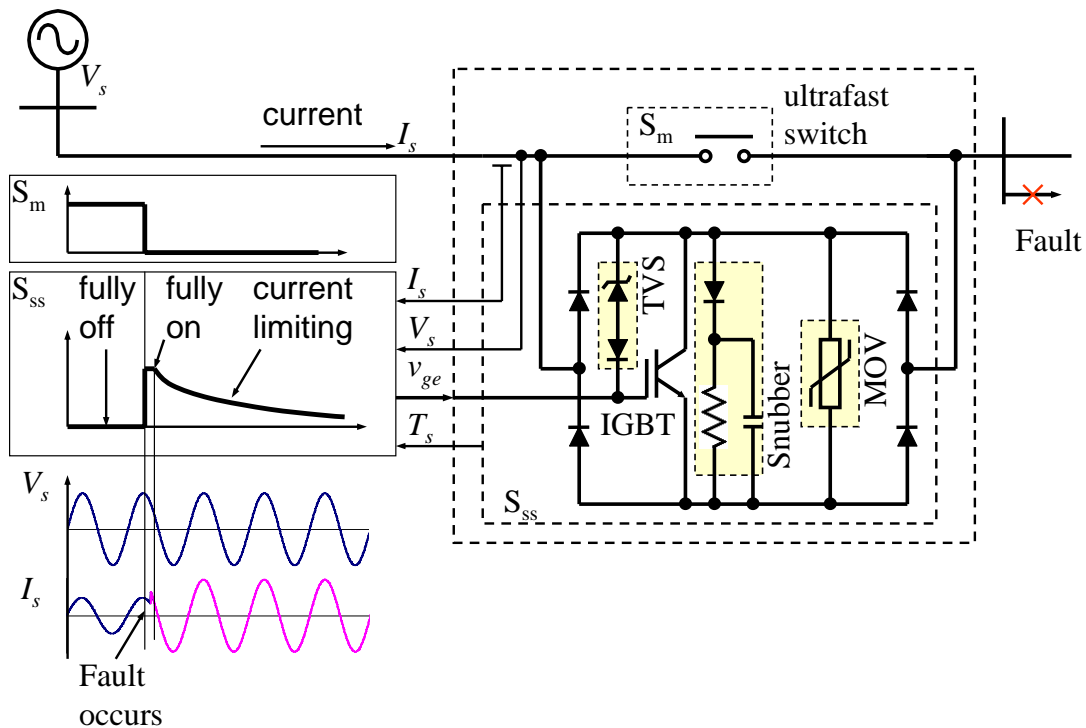 V_s
current
I_s
S_m
ultrafast
switch
Fault
S_m
S_ss
fully
off
fully
on
current
limiting
I_s
V_s
v_ge
T_s
TVS
IGBT
Snubber
MOV
S_ss
V_s
I_s
Fault
occurs